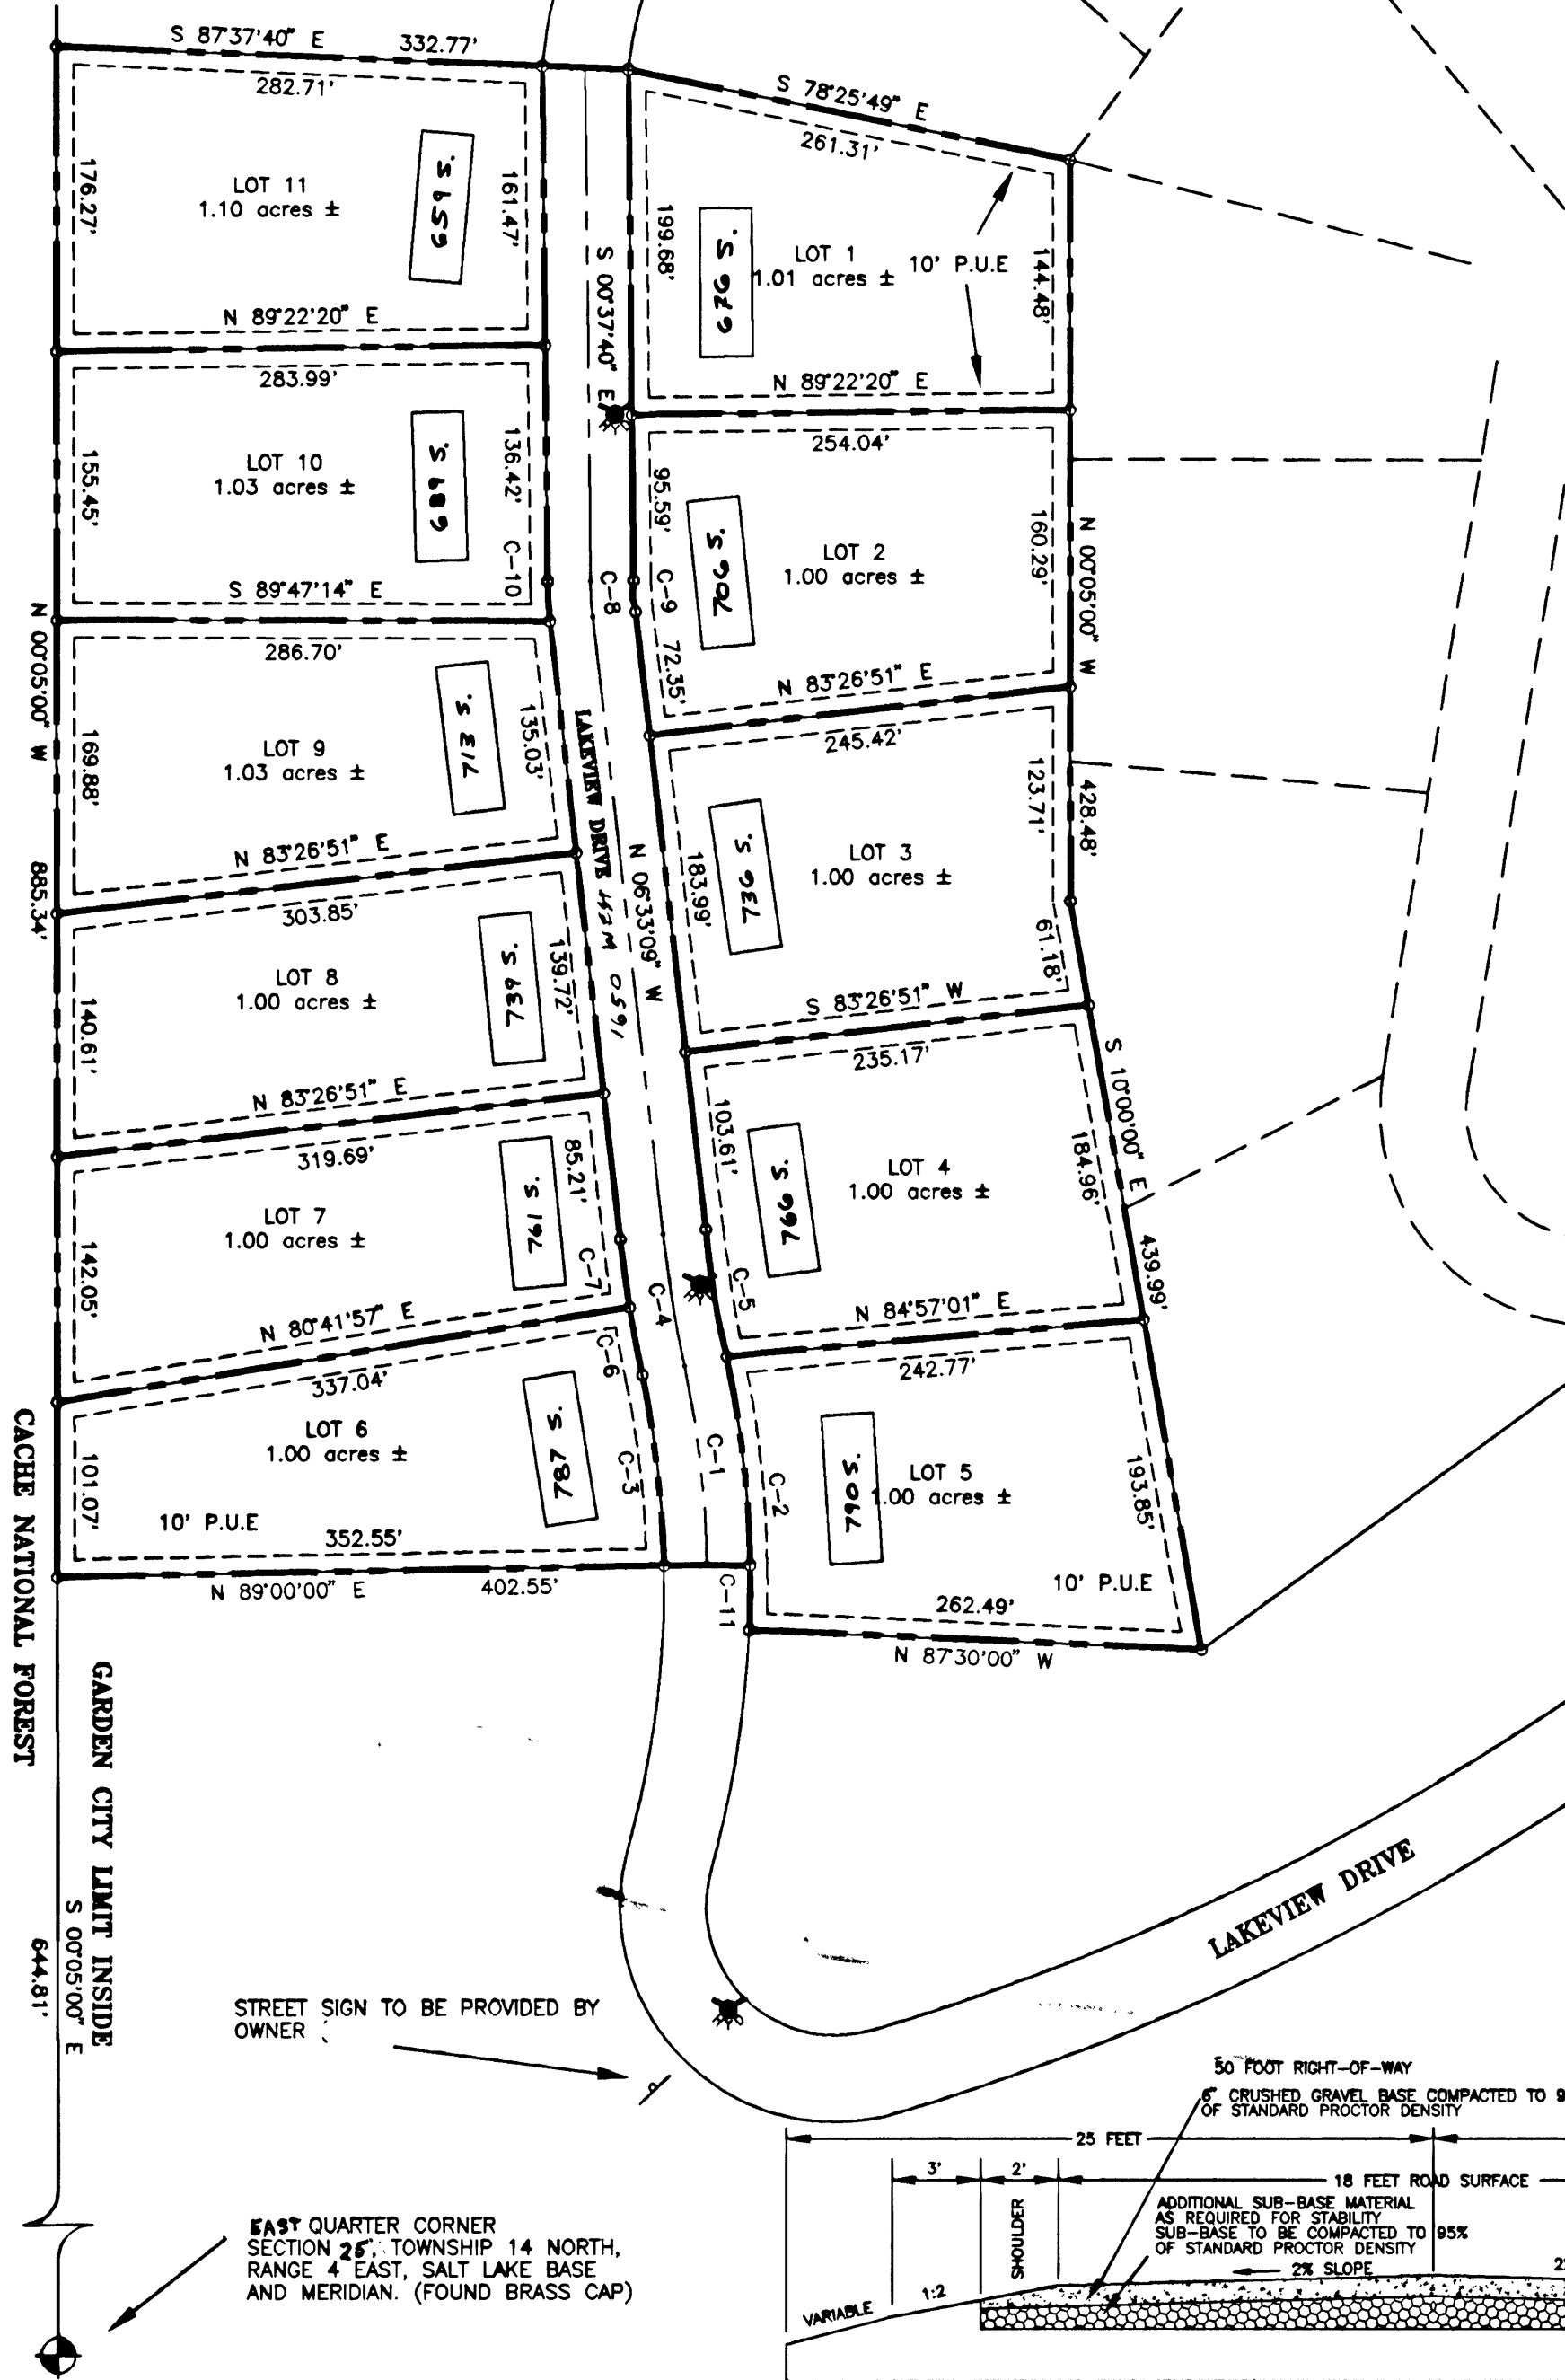 S 87°37'40" E 332.77'
282.71'
176.27'
LOT 11
1.10 acres ±
659 S.
161.47'
N 89°22'20" E
S 78°25'49" E
261.31'
199.68'
676 S.
LOT 1
1.01 acres ±
10' P.U.E
144.48'
N 89°22'20" E
S 00°37'40" E
283.99'
155.45'
LOT 10
1.03 acres ±
689 S.
136.42'
C-10
S 89°47'14" E
254.04'
95.59'
C-9
72.35'
C-8
706 S.
LOT 2
1.00 acres ±
160.29'
N 83°26'51" E
N 00°05'00" W
428.48'
N 00°05'00" W
885.34'
286.70'
169.88'
LOT 9
1.03 acres ±
713 S.
135.03'
N 83°26'51" E
LAKEVIEW DRIVE
1650
N 06°33'09" W
245.42'
183.99'
736 S.
LOT 3
1.00 acres ±
123.71'
61.18'
S 83°26'51" W
303.85'
140.61'
LOT 8
1.00 acres ±
739 S.
139.72'
N 83°26'51" E
235.17'
103.61'
C-5
766 S.
LOT 4
1.00 acres ±
184.96'
S 10°00'00" E
439.99'
N 84°57'01" E
319.69'
142.05'
LOT 7
1.00 acres ±
761 S.
85.21'
C-7
C-4
N 80°41'57" E
337.04'
101.07'
LOT 6
1.00 acres ±
787 S.
C-6
C-3
C-1
10' P.U.E
352.55'
N 89°00'00" E 402.55'
242.77'
C-2
790 S.
LOT 5
1.00 acres ±
193.85'
10' P.U.E
262.49'
C-11
N 87°30'00" W
CACHE NATIONAL FOREST
GARDEN CITY LIMIT INSIDE
S 00°05'00" E
644.81'
LAKEVIEW DRIVE
STREET SIGN TO BE PROVIDED BY
OWNER
EAST QUARTER CORNER
SECTION 25, TOWNSHIP 14 NORTH,
RANGE 4 EAST, SALT LAKE BASE
AND MERIDIAN. (FOUND BRASS CAP)
50 FOOT RIGHT-OF-WAY
6" CRUSHED GRAVEL BASE COMPACTED TO 9
OF STANDARD PROCTOR DENSITY
25 FEET
3'
2'
18 FEET ROAD SURFACE
SHOULDER
ADDITIONAL SUB-BASE MATERIAL
AS REQUIRED FOR STABILITY
SUB-BASE TO BE COMPACTED TO 95%
OF STANDARD PROCTOR DENSITY
2% SLOPE
2
1:2
VARIABLE